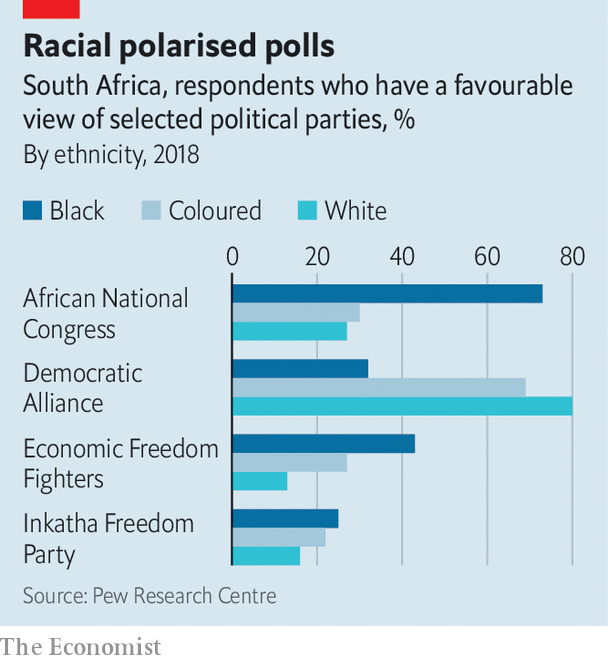 Racial polarised polls
South Africa, respondents who have a favourable
view of selected political parties, %
By ethnicity, 2018
Black Coloured White
0 20 40 60 80
African National
Congress
Democratic
Alliance
Economic Freedom
Fighters
Inkatha Freedom
Party
Source: Pew Research Centre
The Economist